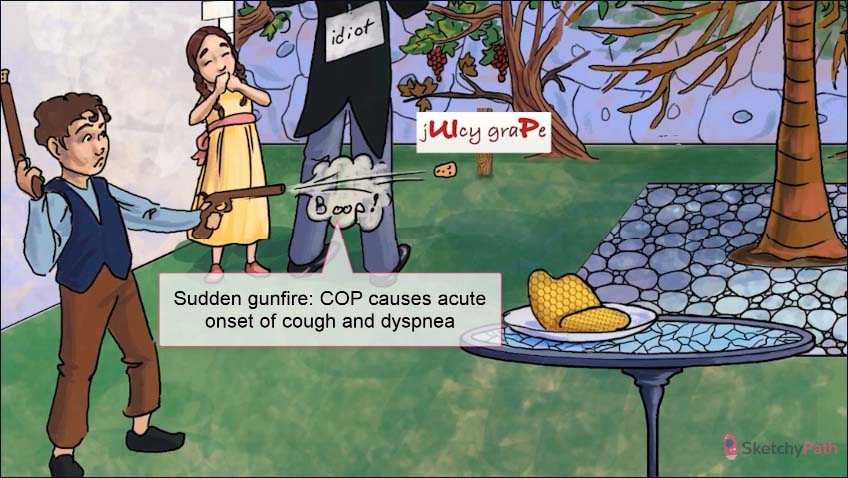 idiot
jUIcy graPe
Boop!
Sudden gunfire: COP causes acute
onset of cough and dyspnea
SketchyPath